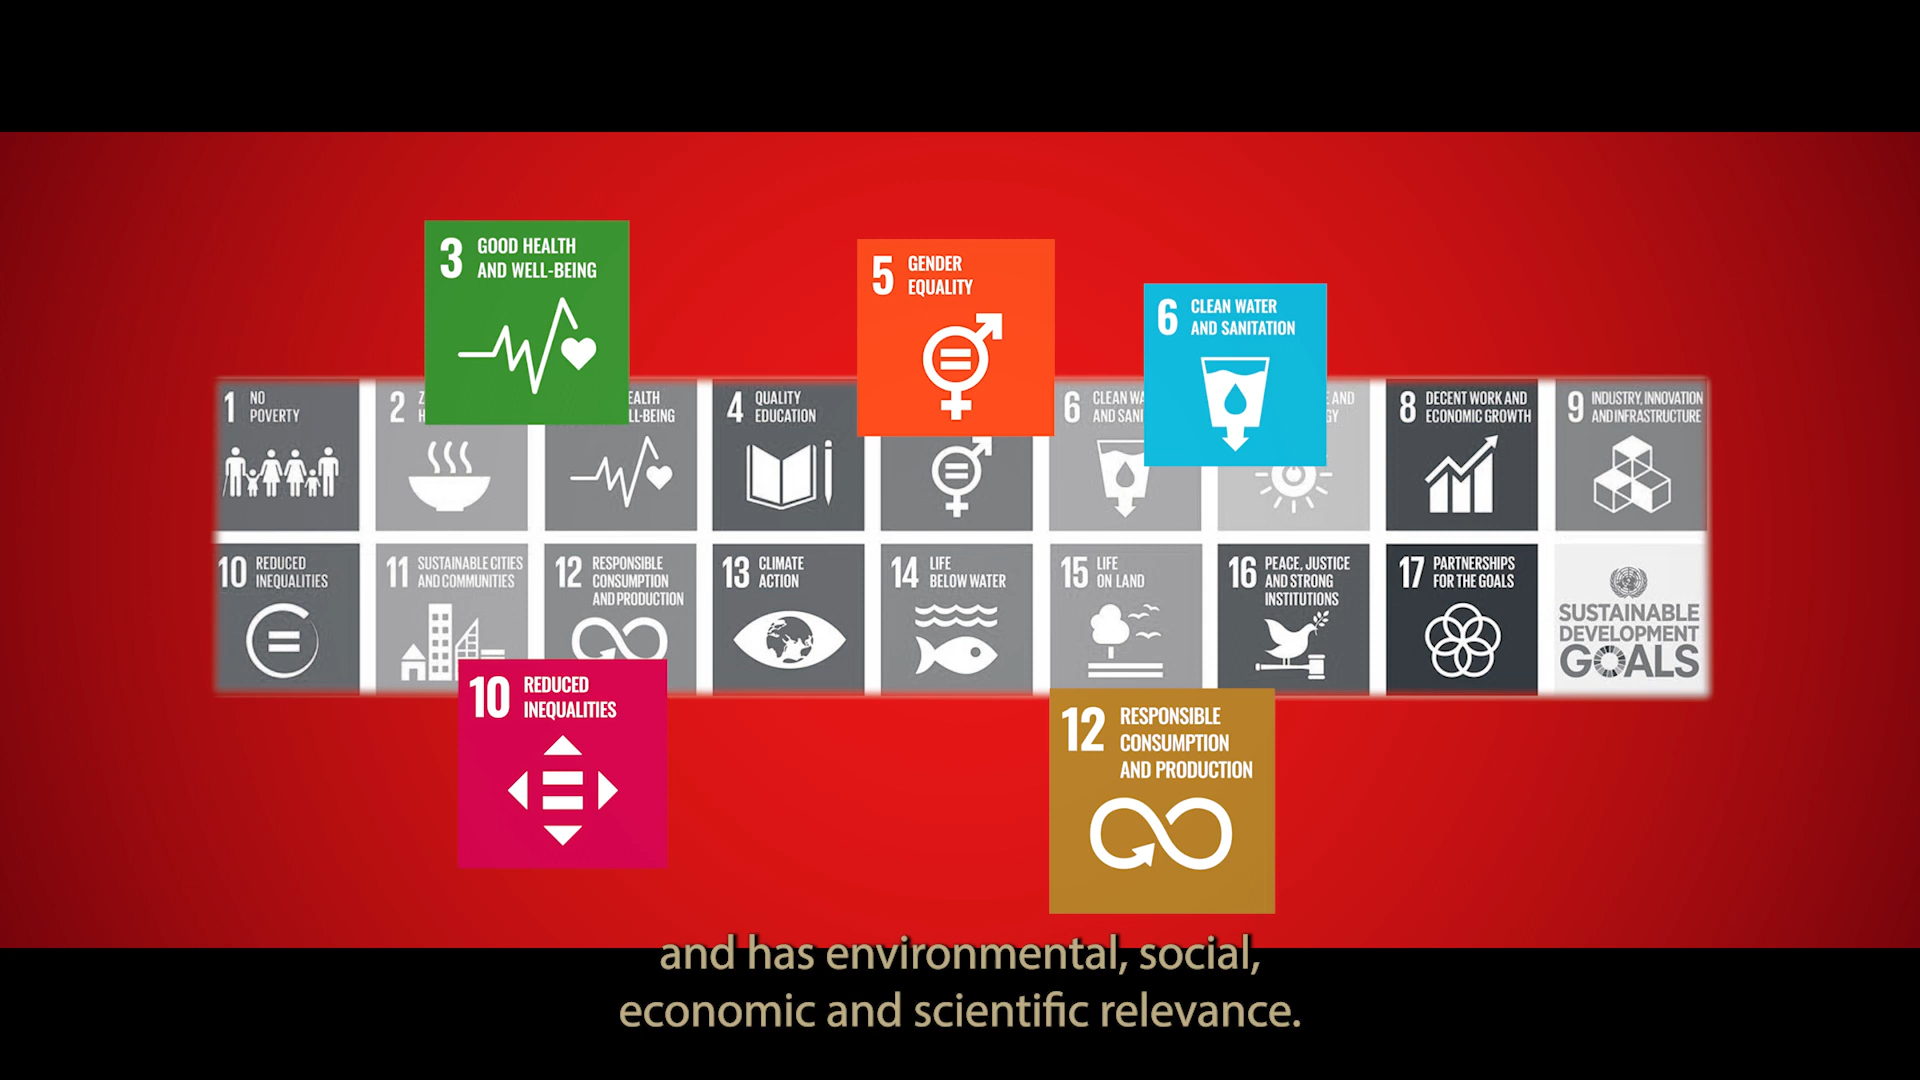 3 GOOD HEALTH
AND WELL-BEING
5 GENDER
EQUALITY
6 CLEAN WATER
AND SANITATION
1 NO
POVERTY
2
4 QUALITY
EDUCATION
6 CLEAN
AND
8 DECENT WORK AND
ECONOMIC GROWTH
9 INDUSTRY, INNOVATION
AND INFRASTRUCTURE
10 REDUCED
INEQUALITIES
11 SUSTAINABLE CITIES
AND COMMUNITIES
12 RESPONSIBLE
CONSUMPTION
AND PRODUCTION
13 CLIMATE
ACTION
14 LIFE
BELOW WATER
15 LIFE
ON LAND
16 PEACE, JUSTICE
AND STRONG
INSTITUTIONS
17 PARTNERSHIPS
FOR THE GOALS
SUSTAINABLE
DEVELOPMENT
GOALS
10 REDUCED
INEQUALITIES
12 RESPONSIBLE
CONSUMPTION
AND PRODUCTION
and has environmental, social,
economic and scientific relevance.